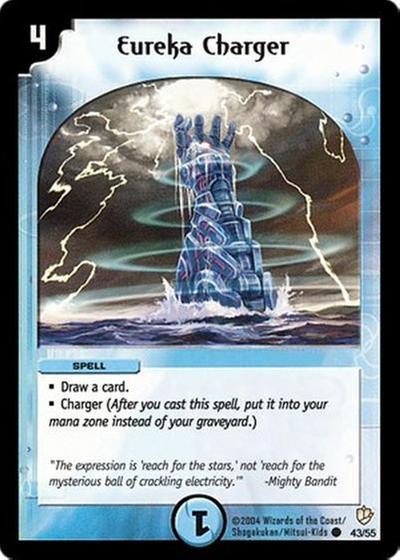 4
Eureka Charger
SPELL
▪ Draw a card.
▪ Charger (After you cast this spell, put it into your
mana zone instead of your graveyard.)
"The expression is 'reach for the stars,' not 'reach for the
mysterious ball of crackling electricity.'" -Mighty Bandit
1
©2004 Wizards of the Coast/
Shogakukan/Mitsui-Kids ● 43/55